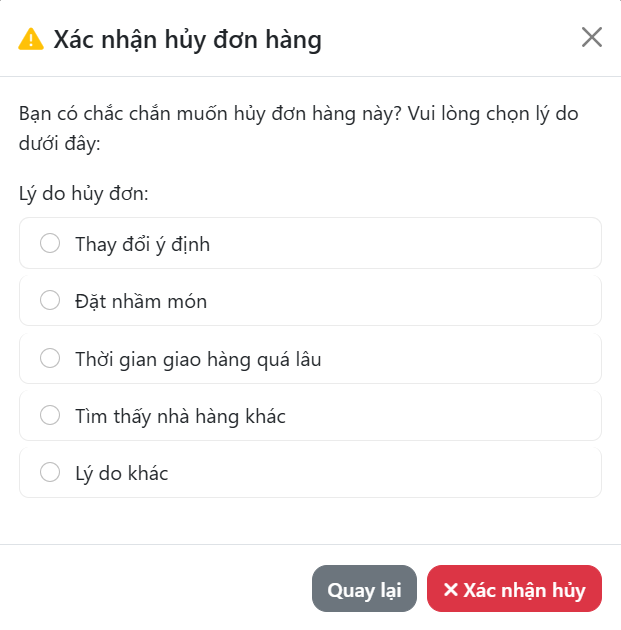 Xác nhận hủy đơn hàng
Bạn có chắc chắn muốn hủy đơn hàng này? Vui lòng chọn lý do
dưới đây:
Lý do hủy đơn:
Thay đổi ý định
Đặt nhầm món
Thời gian giao hàng quá lâu
Tìm thấy nhà hàng khác
Lý do khác
Quay lại
Xác nhận hủy